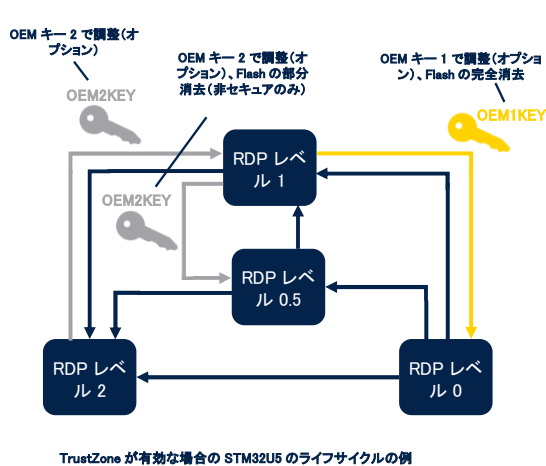 OEM キー 2 で調整（オ
プション）
OEM キー 2 で調整（オ
プション）、Flash の部分
消去（非セキュアのみ）
OEM キー 1 で調整（オプショ
ン）、Flash の完全消去
OEM2KEY
OEM1KEY
RDP レベ
ル 1
OEM2KEY
RDP レベ
ル 0.5
RDP レベ
ル 2
RDP レベ
ル 0
TrustZone が有効な場合の STM32U5 のライフサイクルの例